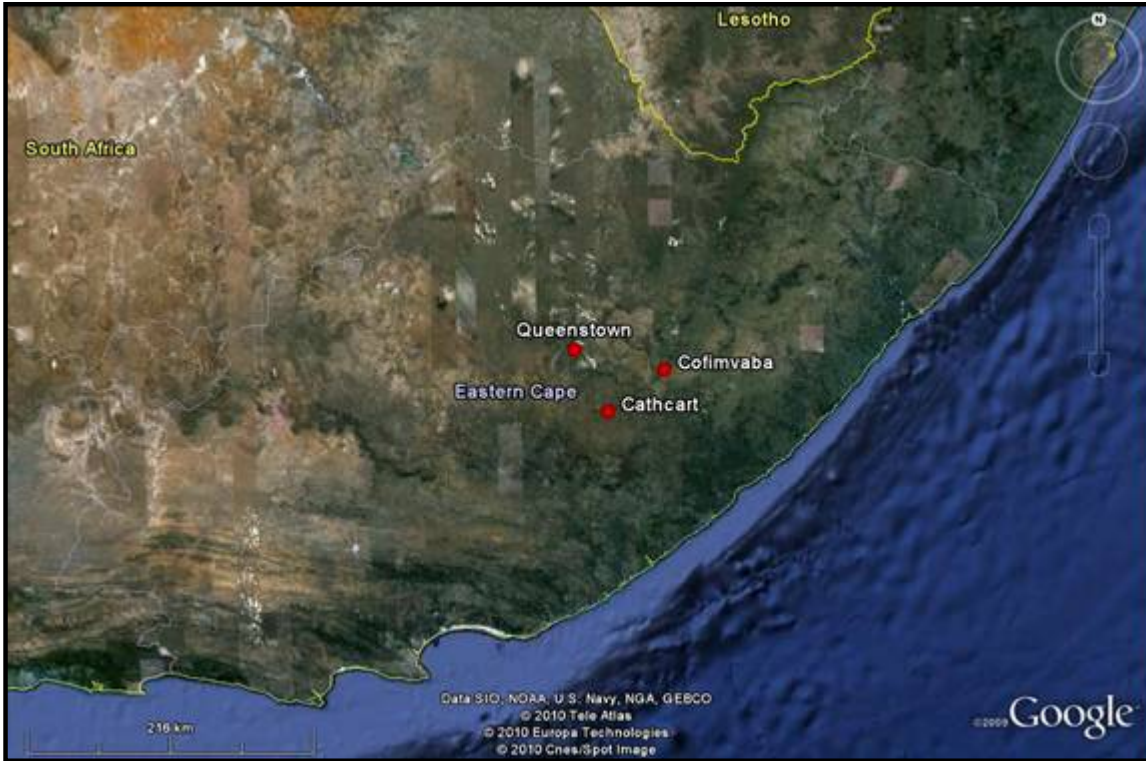 Lesotho
N
South Africa
Queenstown
Cofimvaba
Eastern Cape
Cathcart
Data SIO, NOAA, U.S. Navy, NGA, GEBCO
© 2010 Tele Atlas
© 2010 Europa Technologies
© 2010 Cnes/Spot Image
216 km
©2009 Google